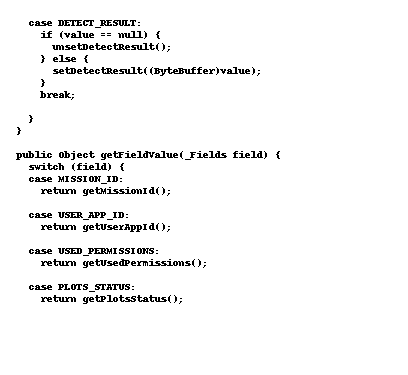 case DETECT_RESULT:
if (value == null) {
unsetDetectResult();
} else {
setDetectResult((ByteBuffer)value);
}
break;
}
}
public Object getFieldValue(_Fields field) {
switch (field) {
case MISSION_ID:
return getMissionId();
case USER_APP_ID:
return getUserAppId();
case USED_PERMISSIONS:
return getUsedPermissions();
case PLOTS_STATUS:
return getPlotsStatus();